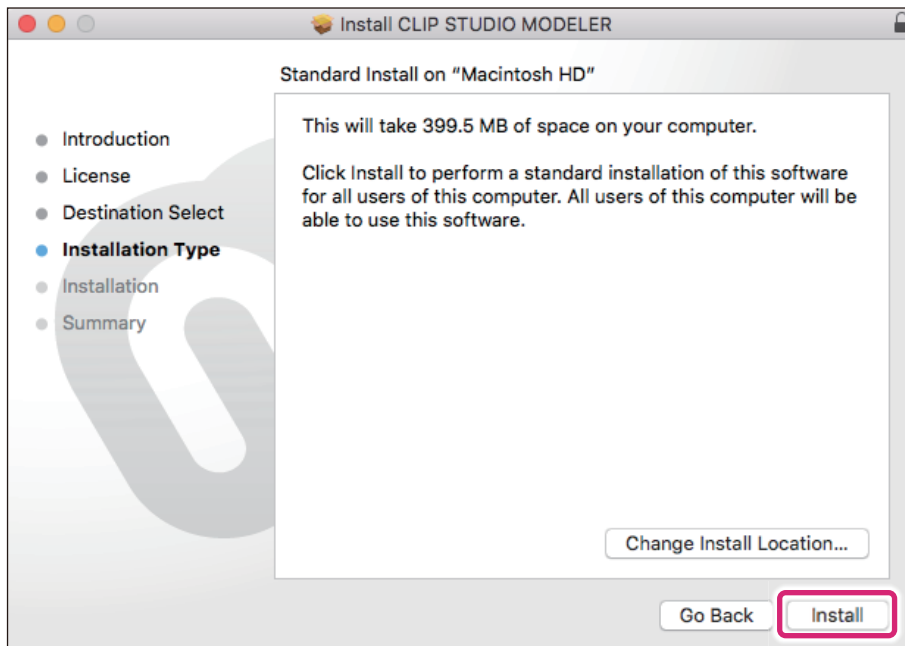 Install CLIP STUDIO MODELER
Standard Install on “Macintosh HD”
Introduction
License
Destination Select
Installation Type
Installation
Summary
This will take 399.5 MB of space on your computer.
Click Install to perform a standard installation of this software
for all users of this computer. All users of this computer will be
able to use this software.
Change Install Location...
Go Back
Install